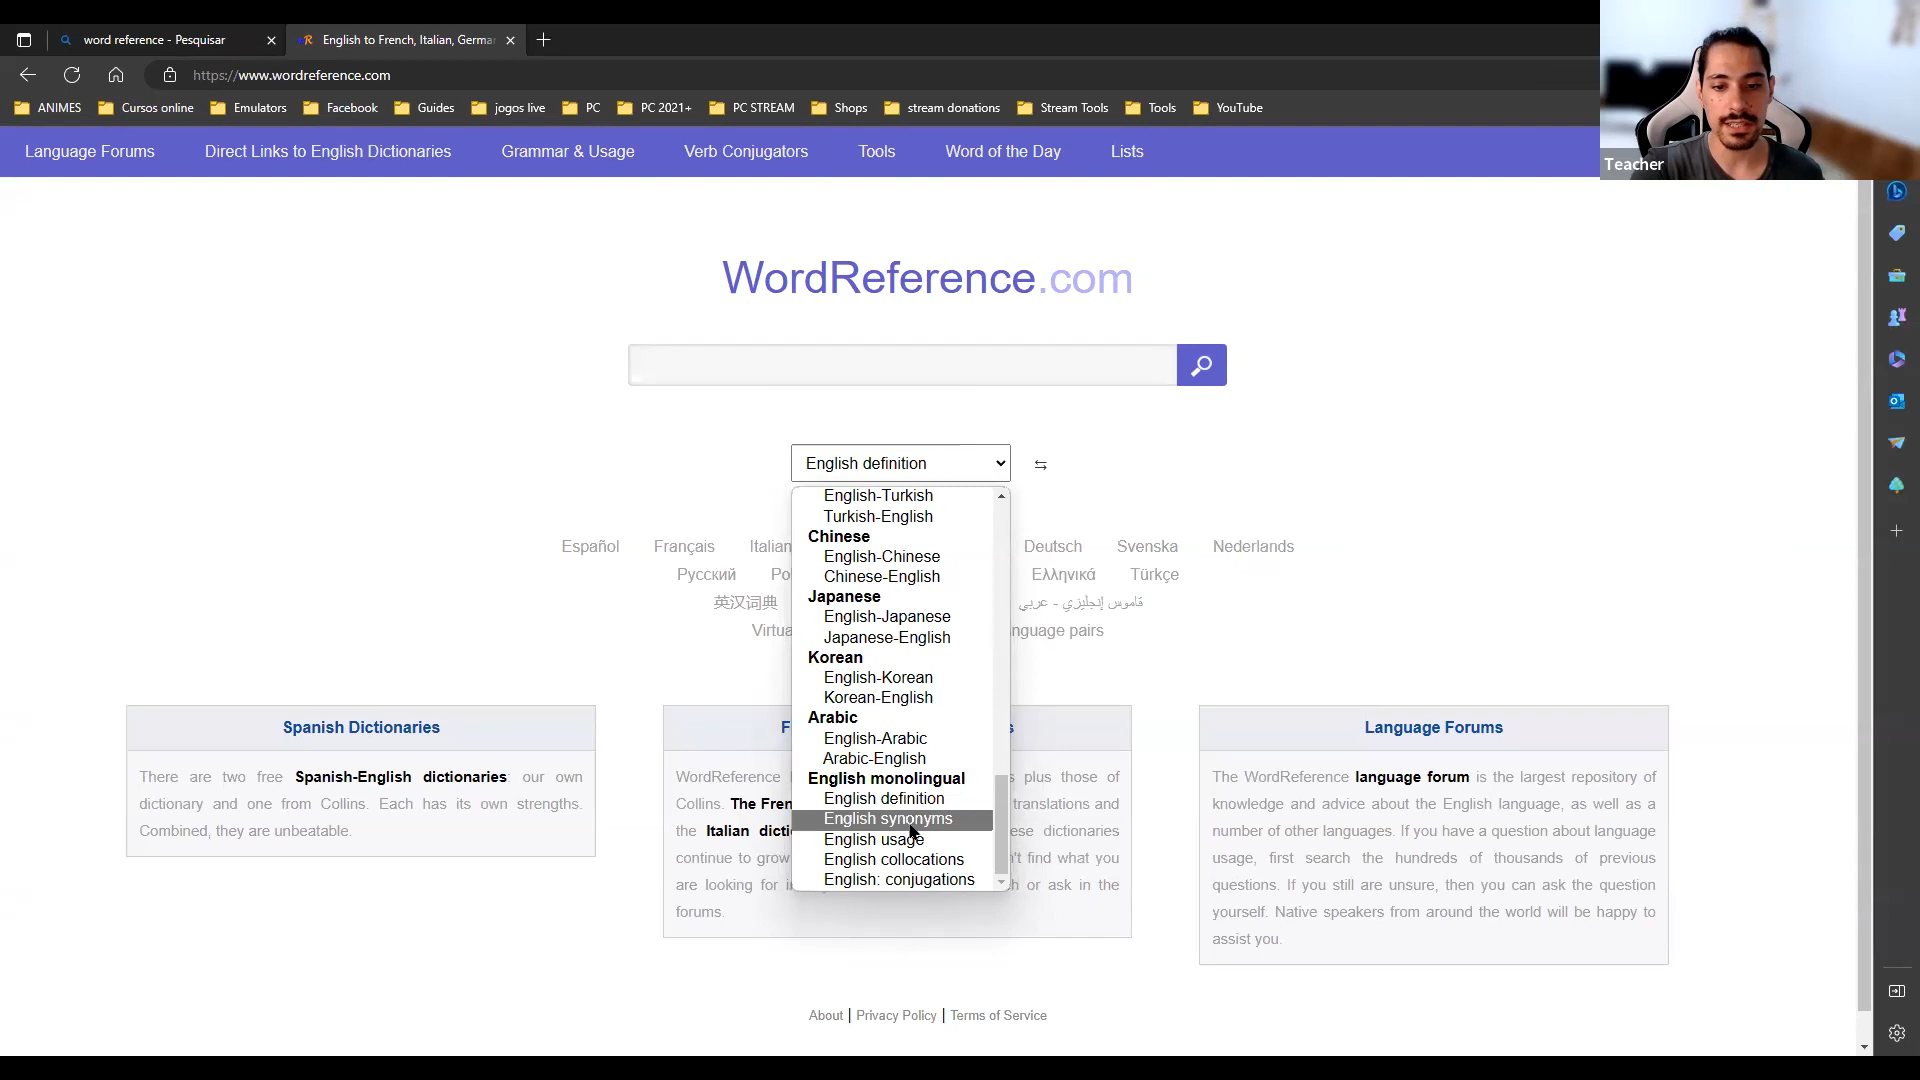 word reference - Pesquisar
English to French, Italian, Germa
https://www.wordreference.com
ANIMES
Cursos online
Emulators
Facebook
Guides
jogos live
PC
PC 2021+
PC STREAM
Shops
stream donations
Stream Tools
Tools
YouTube
Teacher
Language Forums
Direct Links to English Dictionaries
Grammar & Usage
Verb Conjugators
Tools
Word of the Day
Lists
WordReference.com
English definition
English-Turkish
Turkish-English
Chinese
English-Chinese
Chinese-English
Japanese
English-Japanese
Japanese-English
Korean
English-Korean
Korean-English
Arabic
English-Arabic
Arabic-English
English monolingual
English definition
English synonyms
English usage
English collocations
English: conjugations
Español Français Italian Deutsch Svenska Nederlands
Русский Ελληνικά Türkçe
英汉词典 قاموس إنجليزي - عربي
nguage pairs
Spanish Dictionaries
There are two free Spanish-English dictionaries: our own
dictionary and one from Collins. Each has its own strengths.
Combined, they are unbeatable.
WordReference plus those of
Collins. The Fren translations and
the Italian dicti ese dictionaries
continue to grow 't find what you
are looking for i h or ask in the
forums.
Language Forums
The WordReference language forum is the largest repository of
knowledge and advice about the English language, as well as a
number of other languages. If you have a question about language
usage, first search the hundreds of thousands of previous
questions. If you still are unsure, then you can ask the question
yourself. Native speakers from around the world will be happy to
assist you.
About | Privacy Policy | Terms of Service